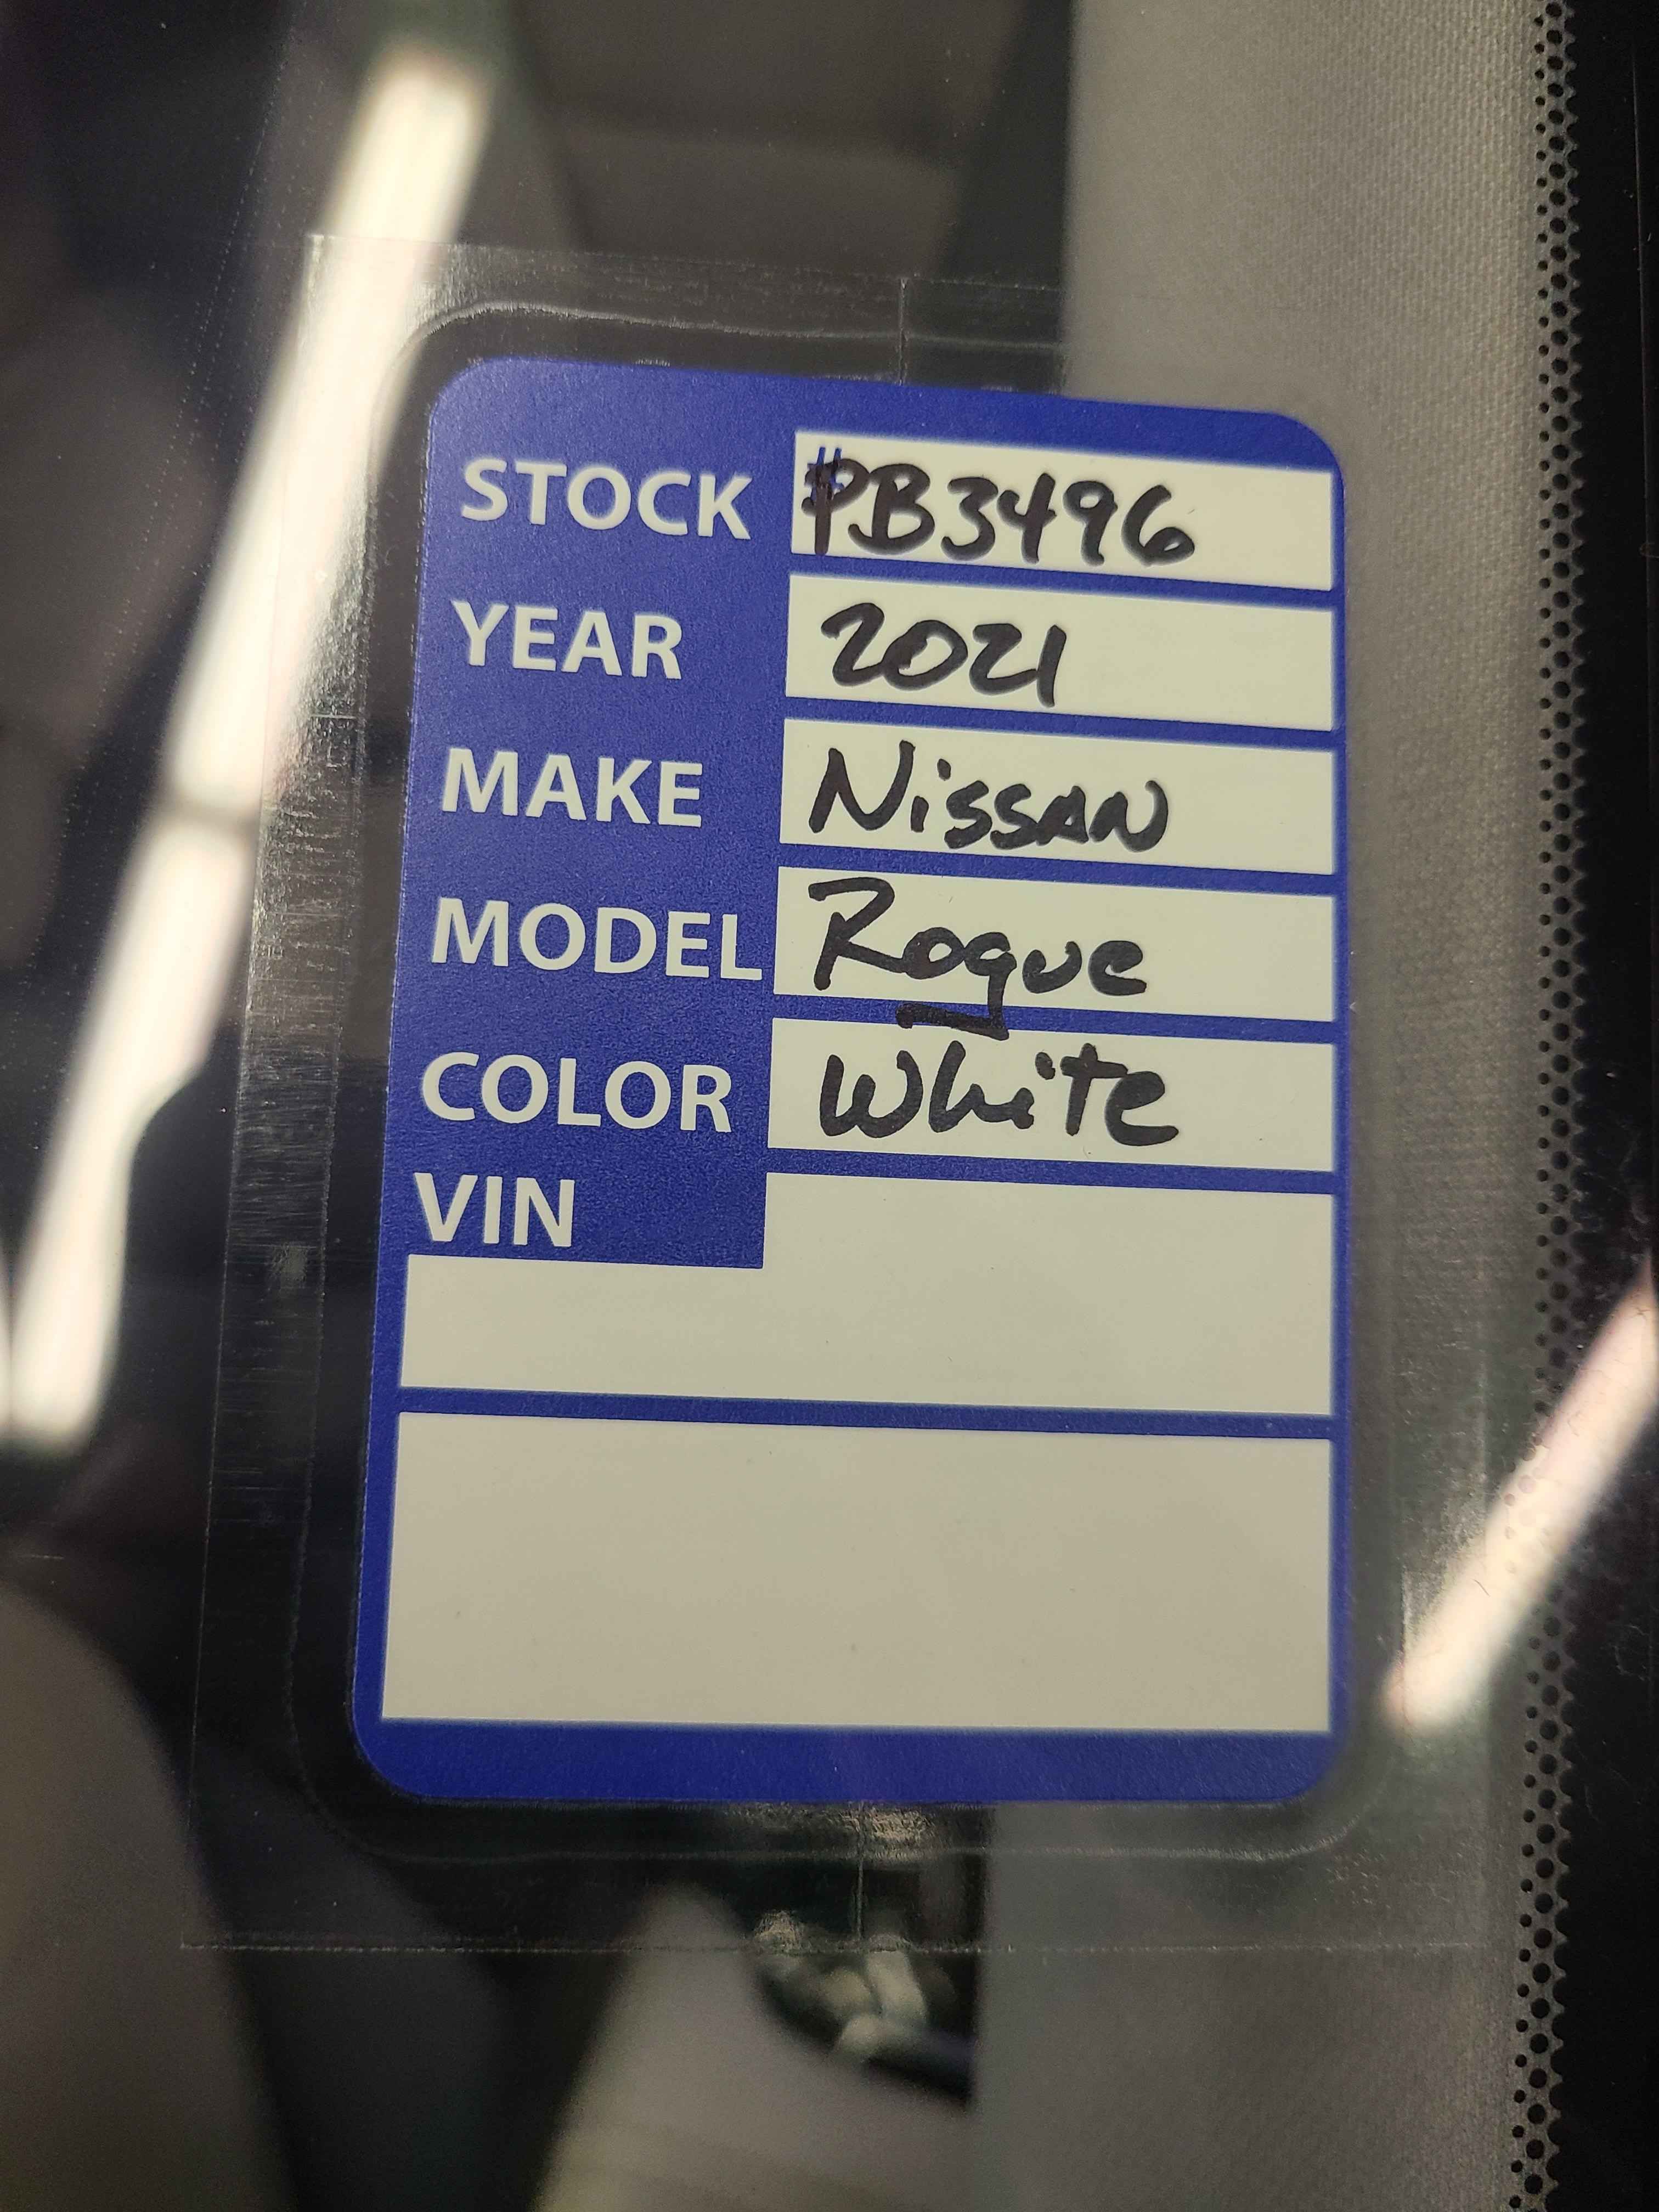 STOCK #PB3496
YEAR 2021
MAKE Nissan
MODEL Rogue
COLOR White
VIN